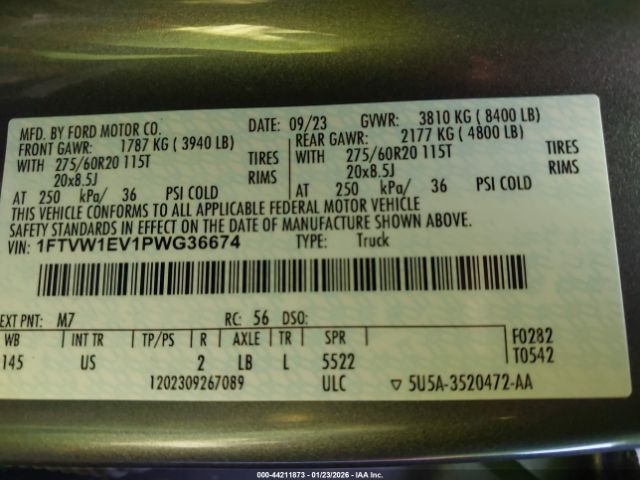 MFD. BY FORD MOTOR CO. DATE: 09/23 GVWR: 3810 KG ( 8400 LB)
FRONT GAWR: 1787 KG ( 3940 LB) REAR GAWR: 2177 KG ( 4800 LB)
WITH 275/60R20 115T TIRES WITH 275/60R20 115T TIRES
20x8.5J RIMS 20x8.5J RIMS
AT 250 kPa/ 36 PSI COLD AT 250 kPa/ 36 PSI COLD
THIS VEHICLE CONFORMS TO ALL APPLICABLE FEDERAL MOTOR VEHICLE
SAFETY STANDARDS IN EFFECT ON THE DATE OF MANUFACTURE SHOWN ABOVE.
VIN: 1FTVW1EV1PWG36674 TYPE: Truck
EXT PNT: M7 RC: 56 DSO:
WB INT TR TP/PS R AXLE TR SPR F0282
145 US 2 LB L 5522 T0542
1202309267089 ULC ▽ 5U5A-3520472-AA
000-44211873 | 01/23/2026 | IAA Inc.